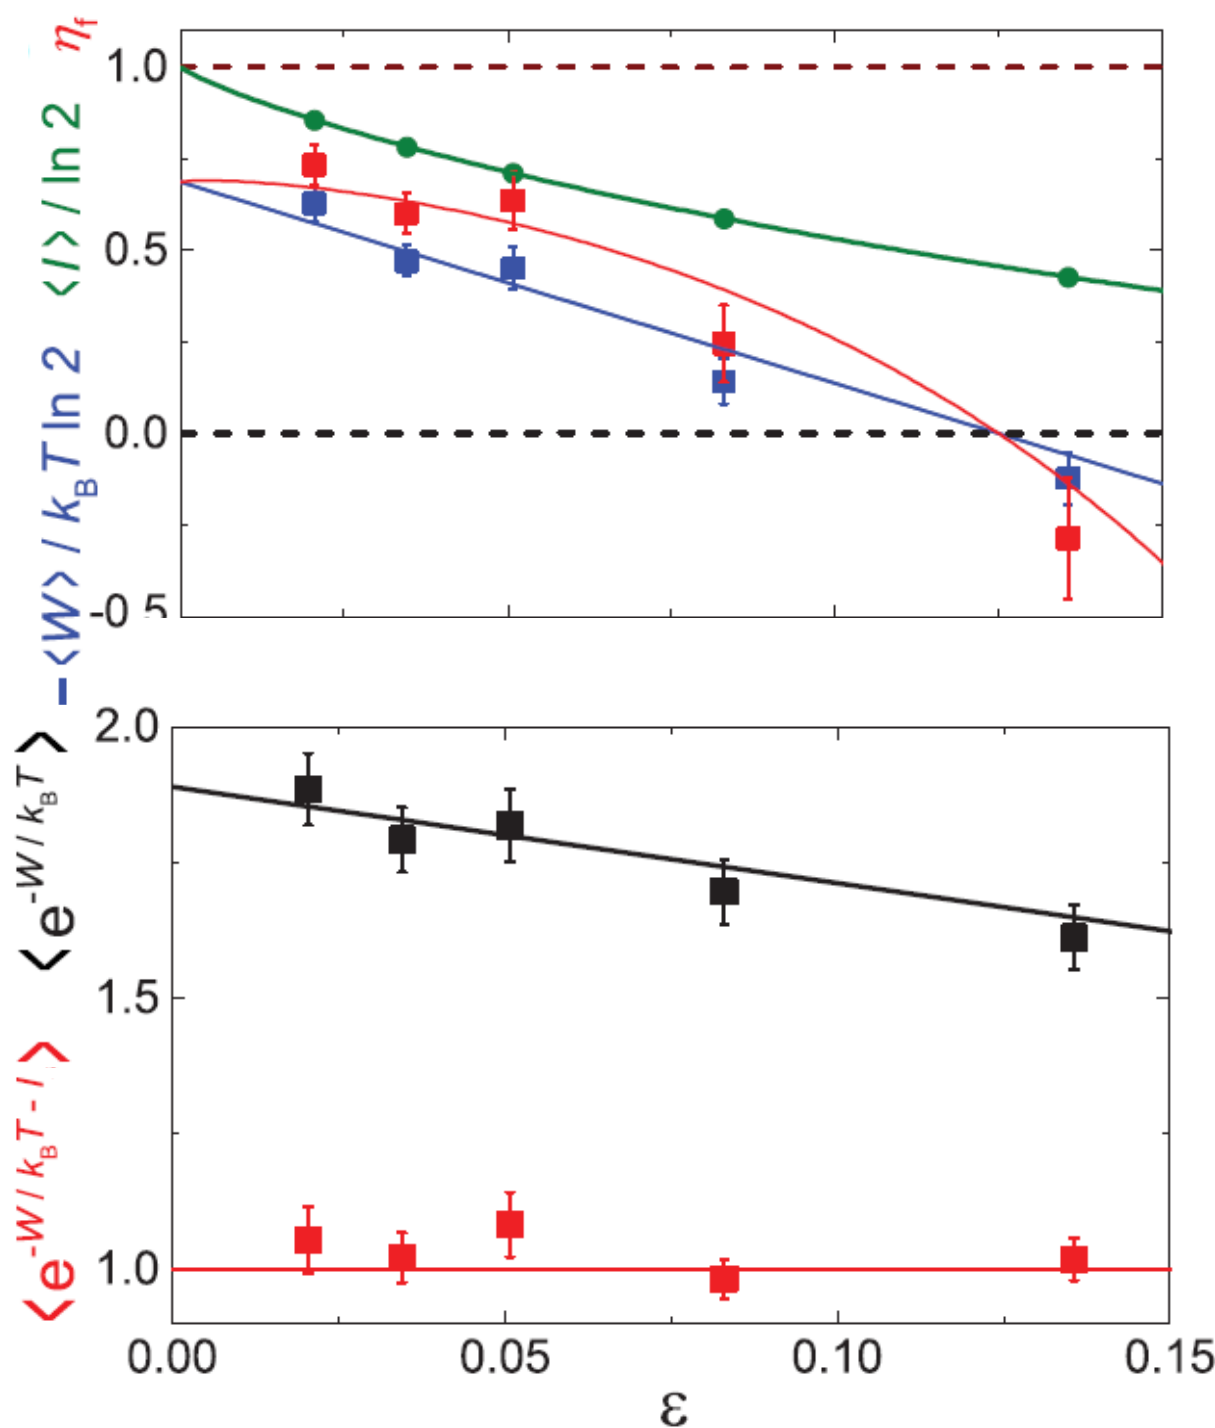 η_f
⟨I⟩ / ln 2
–⟨W⟩ / k_B T ln 2
1.0
0.5
0.0
-0 5
⟨e^{-W / k_B T}⟩
⟨e^{-W / k_B T - I}⟩
2.0
1.5
1.0
0.00 0.05 0.10 0.15
ε